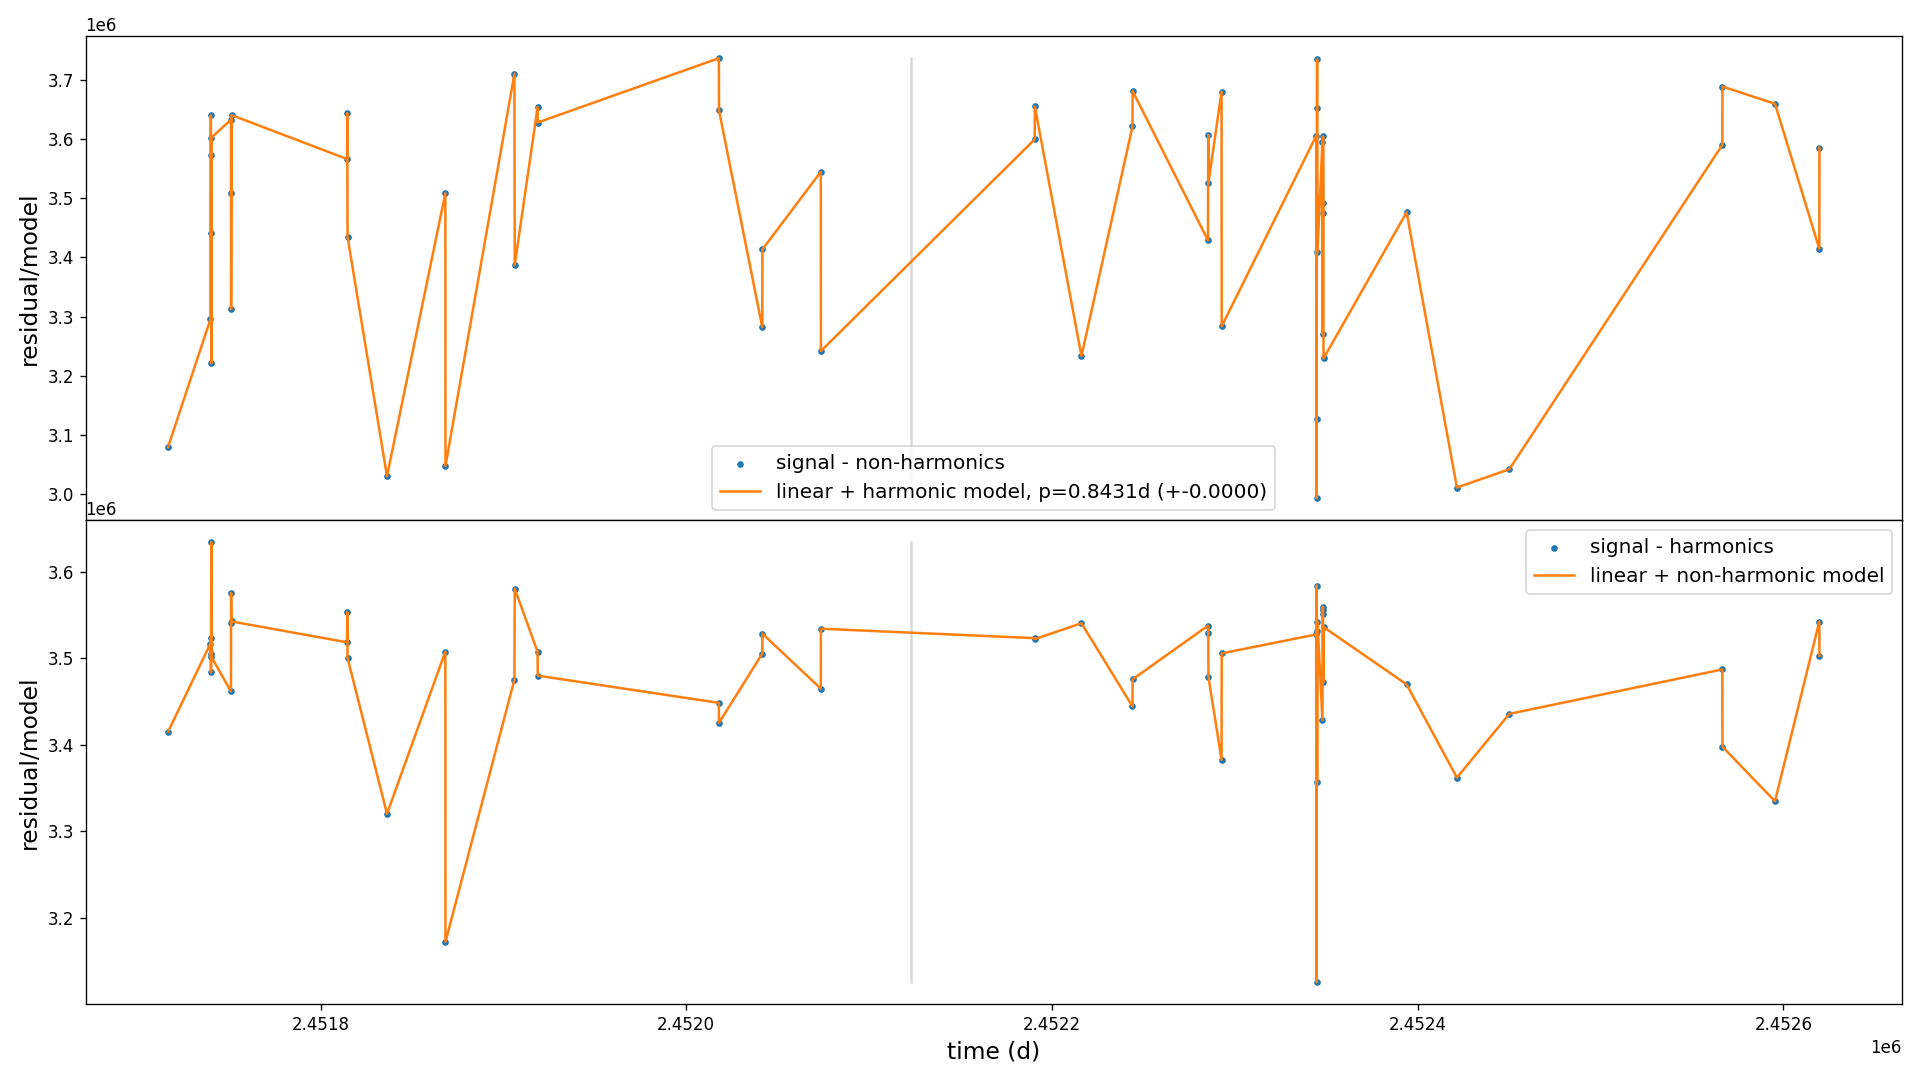 1e6
3.7
3.6
3.5
3.4
3.3
3.2
3.1
3.0
residual/model
signal - non-harmonics
linear + harmonic model, p=0.8431d (+-0.0000)
1e6
3.6
3.5
3.4
3.3
3.2
residual/model
signal - harmonics
linear + non-harmonic model
2.4518
2.4520
2.4522
2.4524
2.4526
1e6
time (d)